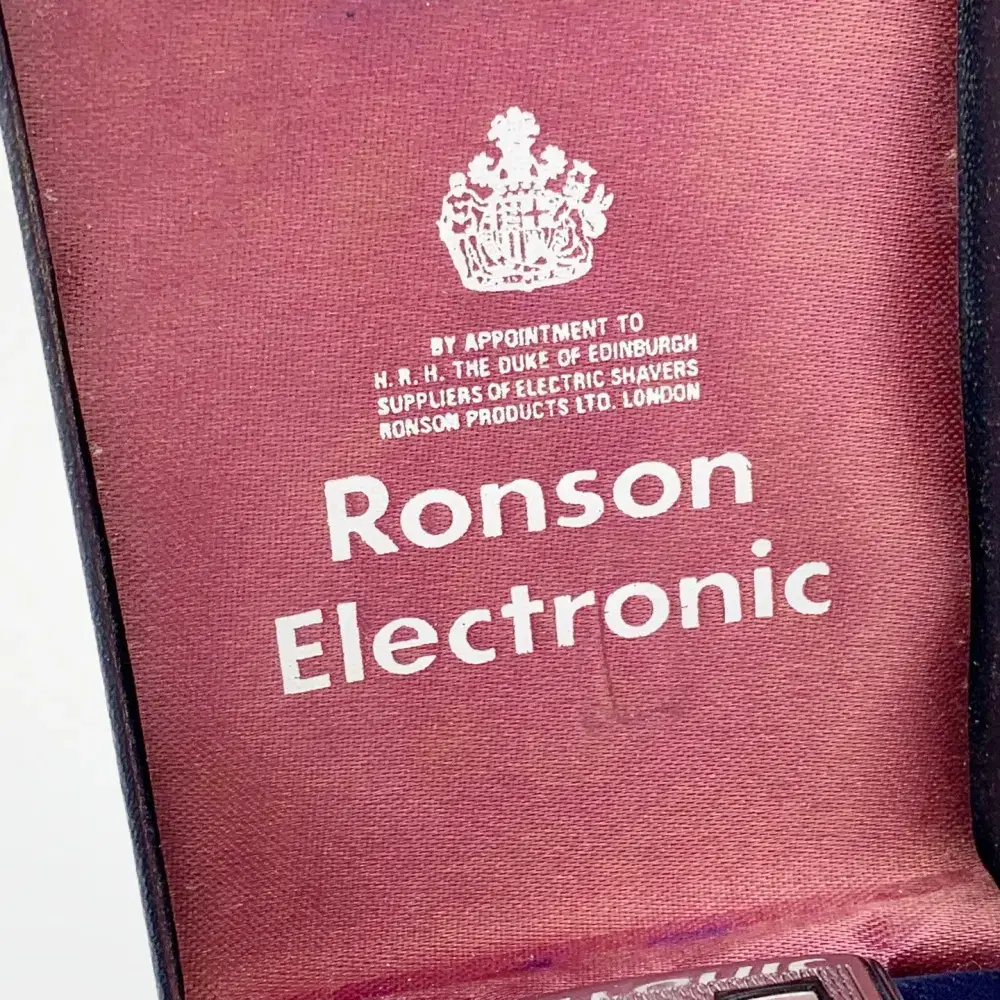 BY APPOINTMENT TO
H. R. H. THE DUKE OF EDINBURGH
SUPPLIERS OF ELECTRIC SHAVERS
RONSON PRODUCTS LTD. LONDON
Ronson
Electronic